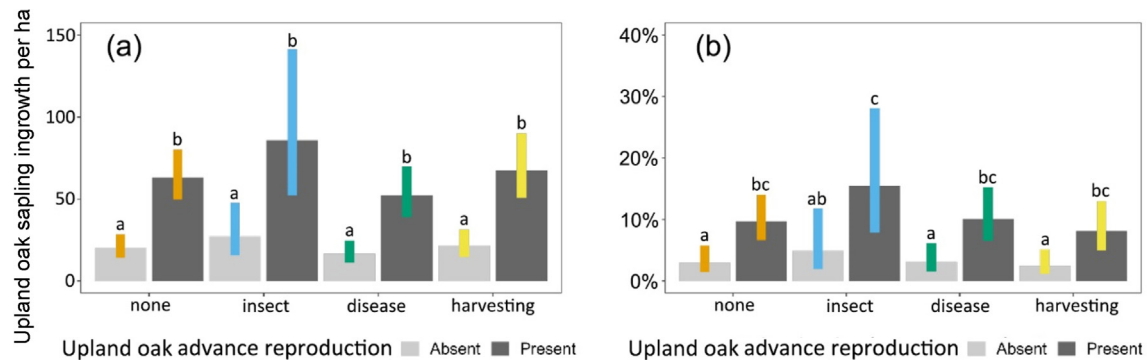 Upland oak sapling ingrowth per ha
(a)
150
100
50
0
a
b
a
b
a
b
a
b
none
insect
disease
harvesting
Upland oak advance reproduction Absent Present
(b)
40%
30%
20%
10%
0%
a
bc
ab
c
a
bc
a
bc
none
insect
disease
harvesting
Upland oak advance reproduction Absent Present